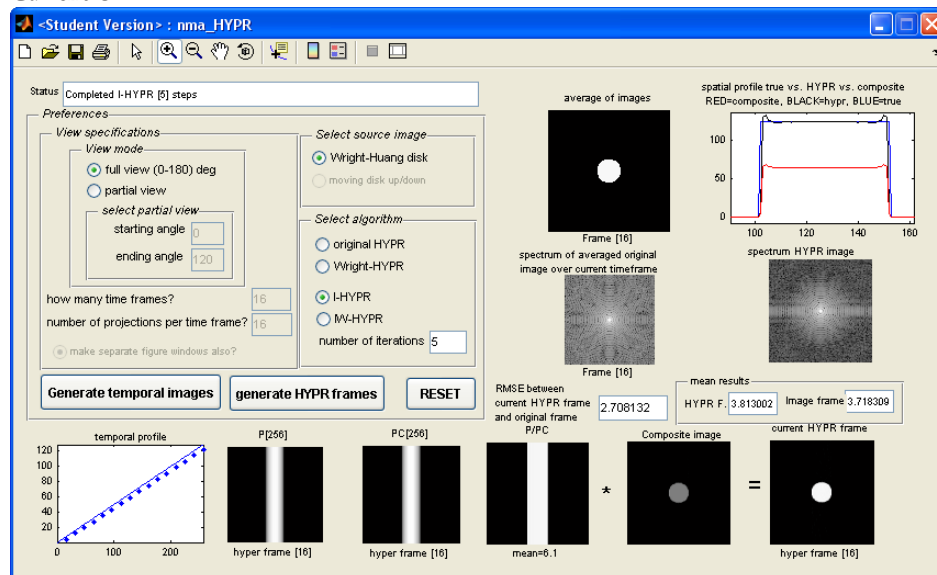 <Student Version> : nma_HYPR
Status Completed I-HYPR [5] steps
Preferences
View specifications
View mode
full view (0-180) deg
partial view
select partial view
starting angle 0
ending angle 120
how many time frames? 16
number of projections per time frame? 16
make separate figure windows also?
Select source image
Wright-Huang disk
moving disk up/down
Select algorithm
original HYPR
Wright-HYPR
I-HYPR
IW-HYPR
number of iterations 5
Generate temporal images
generate HYPR frames
RESET
average of images
Frame [16]
spatial profile true vs. HYPR vs. composite
RED=composite, BLACK=hypr, BLUE=true
100
50
0
100 120 140 160
spectrum of averaged original
image over current timeframe
Frame [16]
spectrum HYPR image
RMSE between
current HYPR frame
and original frame
2.708132
mean results
HYPR F. 3.813002 Image frame 3.718309
temporal profile
120
100
80
60
40
20
0 100 200
P[256]
hyper frame [16]
PC[256]
hyper frame [16]
P/PC
mean=6.1
*
Composite image
=
current HYPR frame
hyper frame [16]